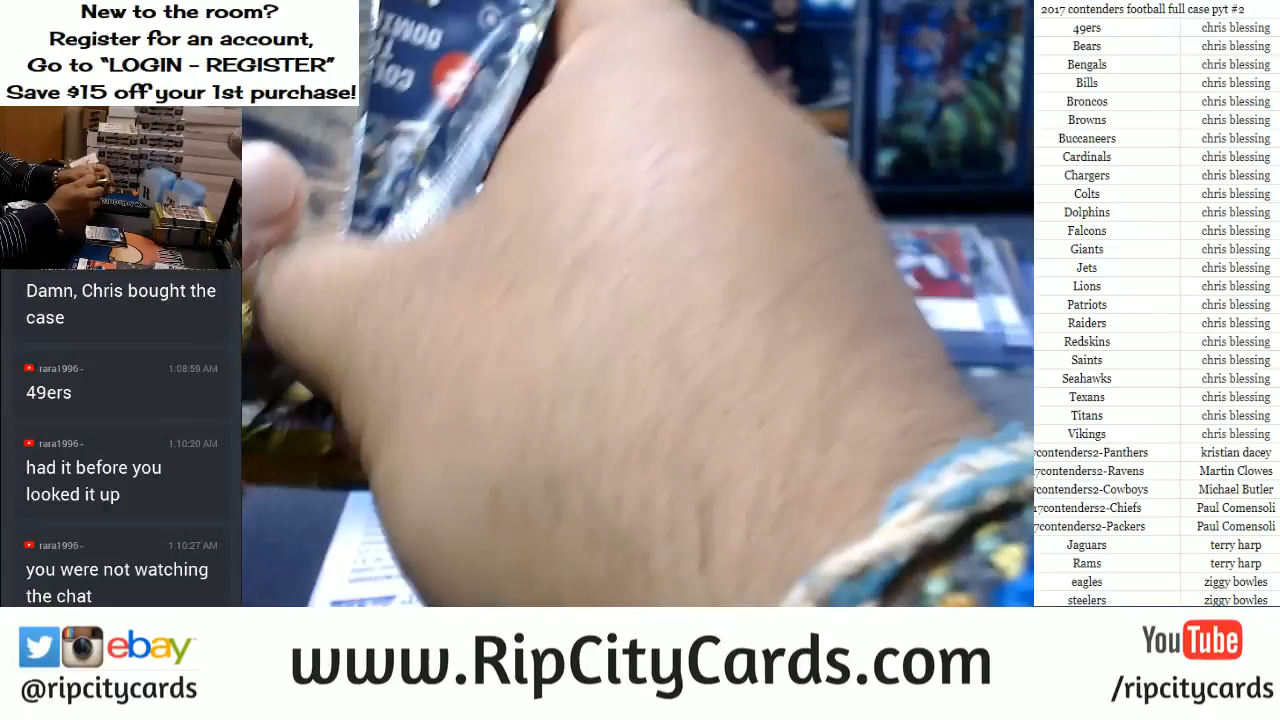 New to the room?
Register for an account,
Go to “LOGIN - REGISTER”
Save $15 off your 1st purchase!
Damn, Chris bought the
case
rara1996-
1:08:59 AM
49ers
rara1996-
1:10:20 AM
had it before you
looked it up
rara1996-
1:10:27 AM
you were not watching
the chat
2017 contenders football full case pyt #2
49ers chris blessing
Bears chris blessing
Bengals chris blessing
Bills chris blessing
Broncos chris blessing
Browns chris blessing
Buccaneers chris blessing
Cardinals chris blessing
Chargers chris blessing
Colts chris blessing
Dolphins chris blessing
Falcons chris blessing
Giants chris blessing
Jets chris blessing
Lions chris blessing
Patriots chris blessing
Raiders chris blessing
Redskins chris blessing
Saints chris blessing
Seahawks chris blessing
Texans chris blessing
Titans chris blessing
Vikings chris blessing
7contenders2-Panthers kristian dacey
7contenders2-Ravens Martin Clowes
7contenders2-Cowboys Michael Butler
17contenders2-Chiefs Paul Comensoli
7contenders2-Packers Paul Comensoli
Jaguars terry harp
Rams terry harp
eagles ziggy bowles
steelers ziggy bowles
ebay
@ripcitycards
www.RipCityCards.com
YouTube
/ripcitycards